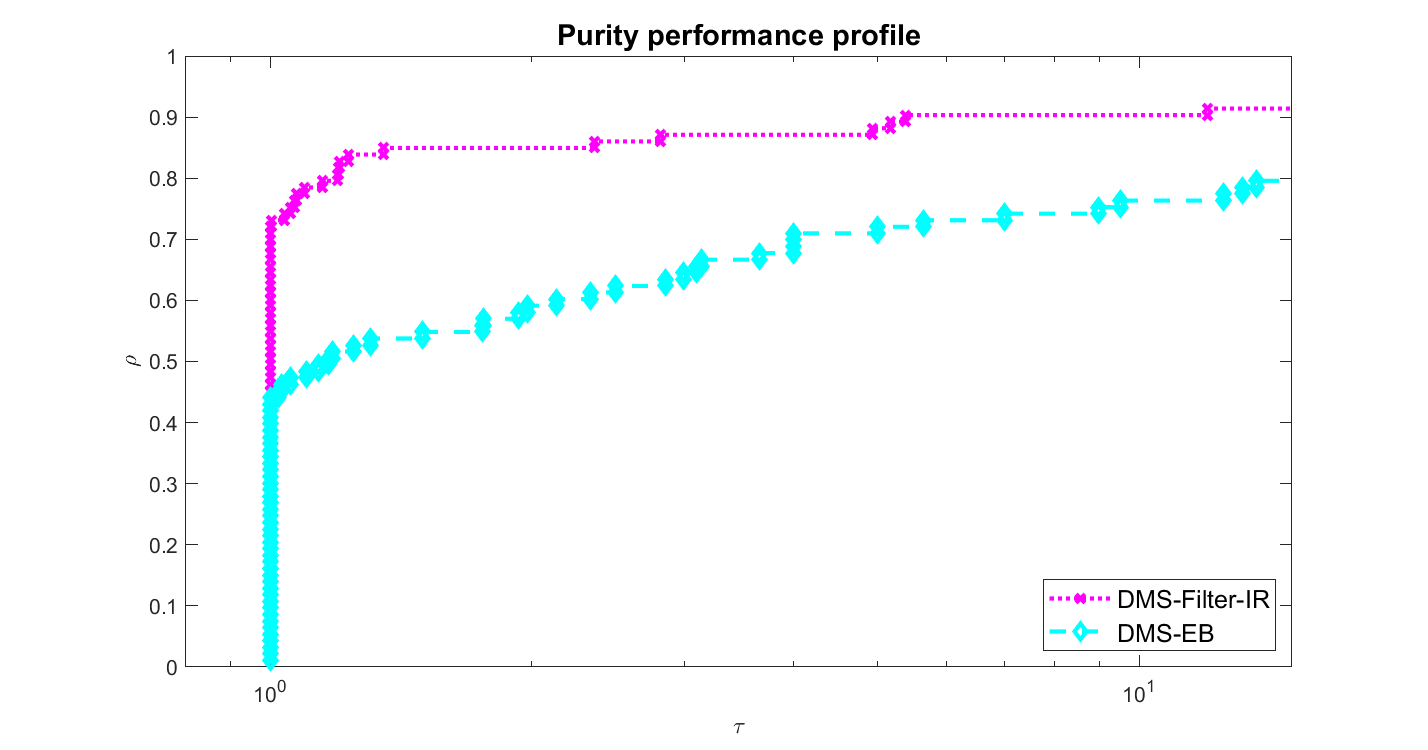 Purity performance profile
1
0.9
0.8
0.7
0.6
0.5
0.4
0.3
0.2
0.1
0
ρ
10⁰
10¹
τ
DMS-Filter-IR
DMS-EB